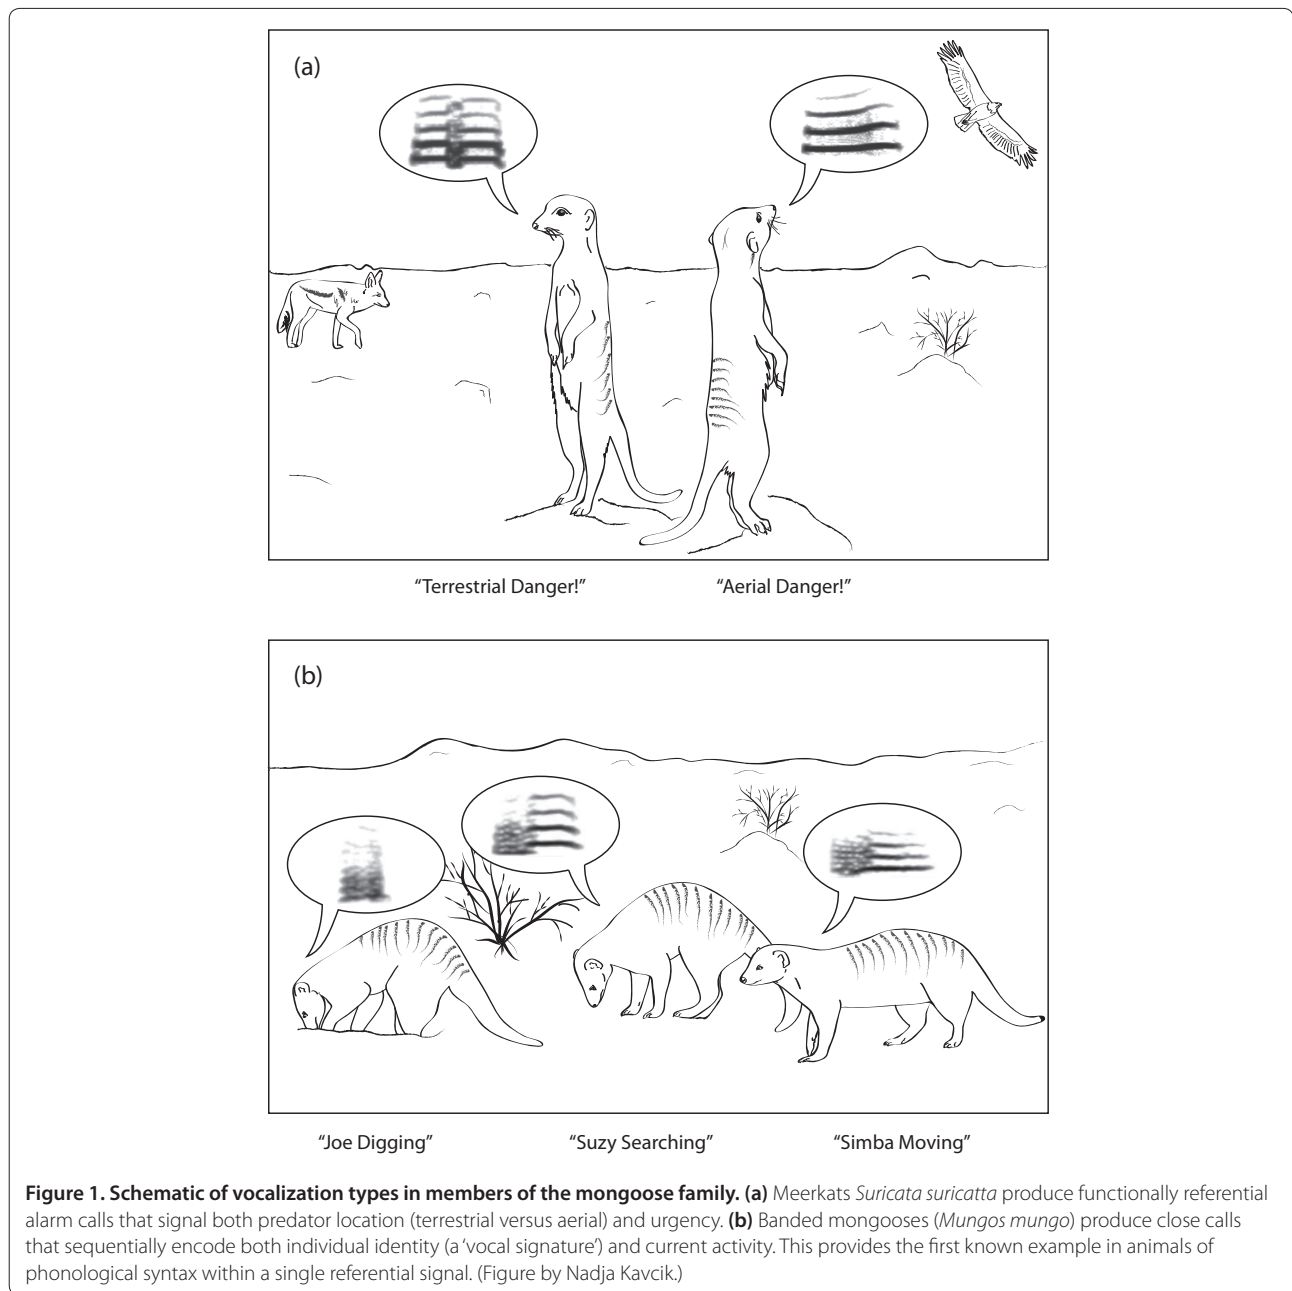 (a)
“Terrestrial Danger!” “Aerial Danger!”
(b)
“Joe Digging” “Suzy Searching” “Simba Moving”
Figure 1. Schematic of vocalization types in members of the mongoose family. (a) Meerkats Suricata suricatta produce functionally referential
alarm calls that signal both predator location (terrestrial versus aerial) and urgency. (b) Banded mongooses (Mungos mungo) produce close calls
that sequentially encode both individual identity (a ‘vocal signature’) and current activity. This provides the first known example in animals of
phonological syntax within a single referential signal. (Figure by Nadja Kavcik.)